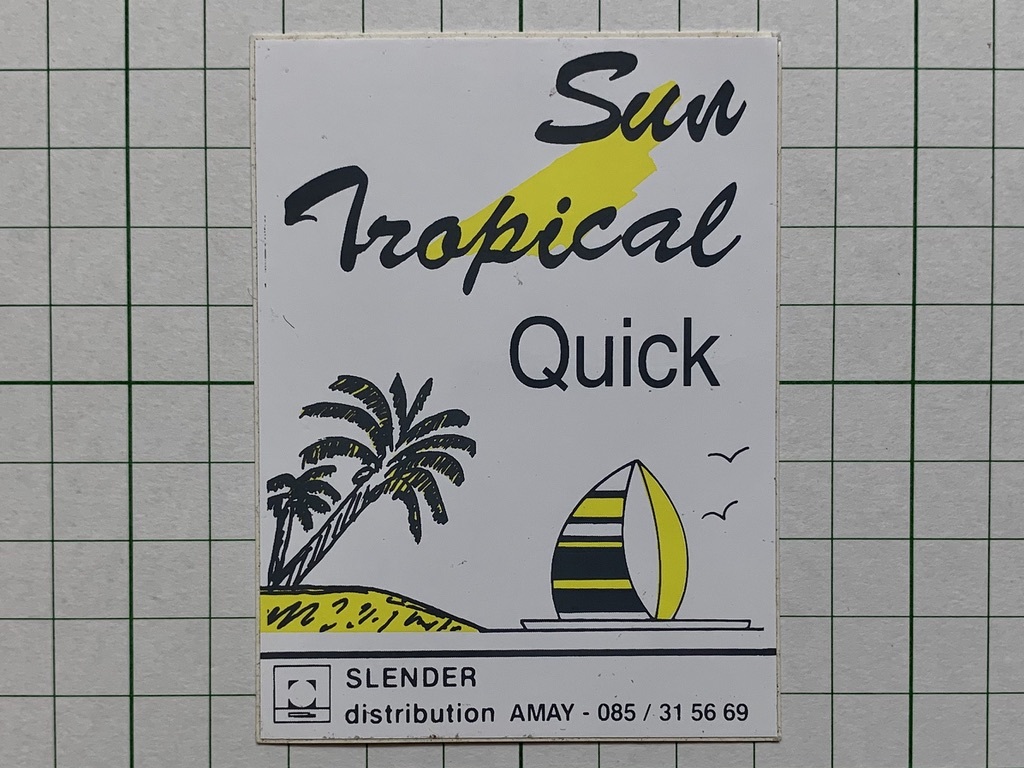 Sun
Tropical
Quick
SLENDER
distribution AMAY - 085 / 31 56 69